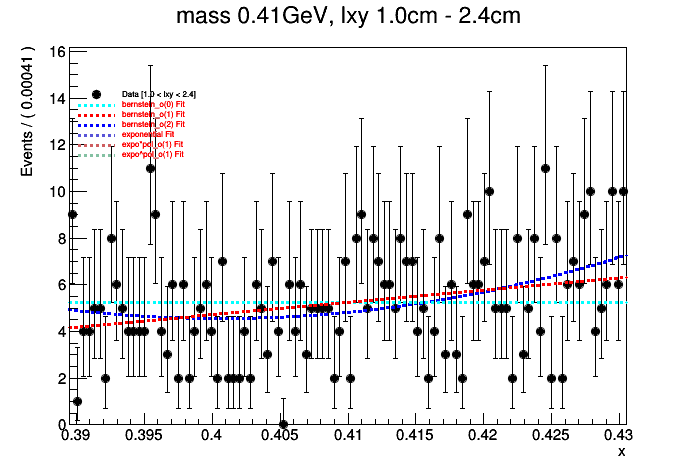 mass 0.41GeV, lxy 1.0cm - 2.4cm
Events / ( 0.00041 )
16
14
12
10
8
6
4
2
0
Data [1.0 < lxy < 2.4]
bernstein_o(0) Fit
bernstein_o(1) Fit
bernstein_o(2) Fit
exponential Fit
expo*pol_o(1) Fit
expo*pol_o(1) Fit
0.39 0.395 0.4 0.405 0.41 0.415 0.42 0.425 0.43
x